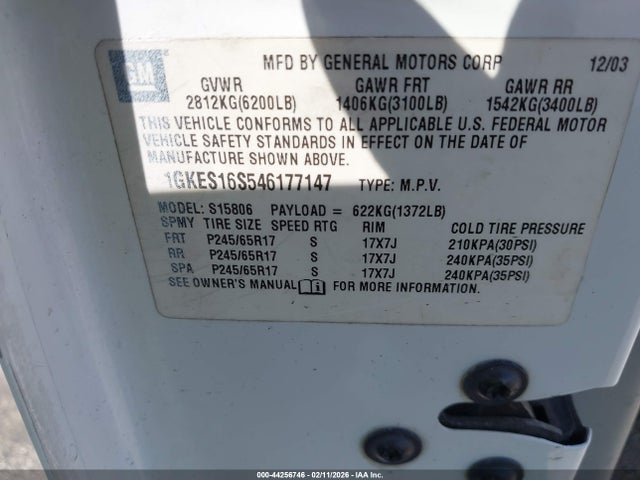 GM
MFD BY GENERAL MOTORS CORP 12/03
GVWR GAWR FRT GAWR RR
2812KG(6200LB) 1406KG(3100LB) 1542KG(3400LB)
THIS VEHICLE CONFORMS TO ALL APPLICABLE U.S. FEDERAL MOTOR
VEHICLE SAFETY STANDARDS IN EFFECT ON THE DATE OF
MANUFACTURE SHOWN ABOVE.
1GKES16S546177147 TYPE: M.P.V.
MODEL: S15806 PAYLOAD = 622KG(1372LB)
SPMY TIRE SIZE SPEED RTG RIM COLD TIRE PRESSURE
FRT P245/65R17 S 17X7J 210KPA(30PSI)
RR P245/65R17 S 17X7J 240KPA(35PSI)
SPA P245/65R17 S 17X7J 240KPA(35PSI)
SEE OWNER'S MANUAL FOR MORE INFORMATION.
000-44256746 - 02/11/2026 - IAAI, Inc.